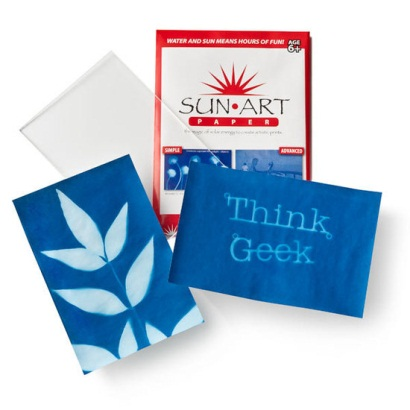 WATER AND SUN MEANS HOURS OF FUN!
AGE
6+
SUN•ART
PAPER
SIMPLE
ADVANCED
Think
Geek